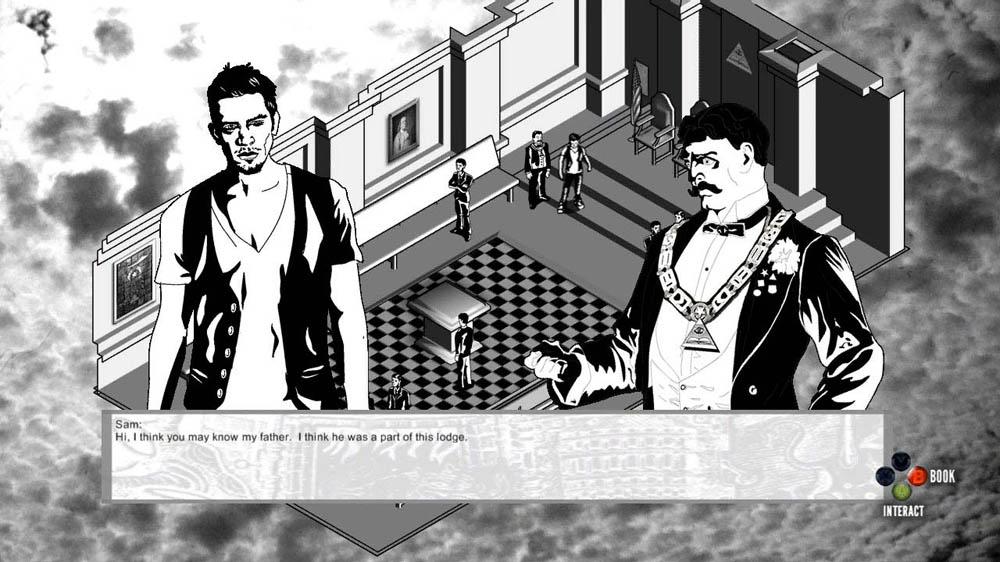 Sam:
Hi, I think you may know my father.  I think he was a part of this lodge.
B BOOK
INTERACT